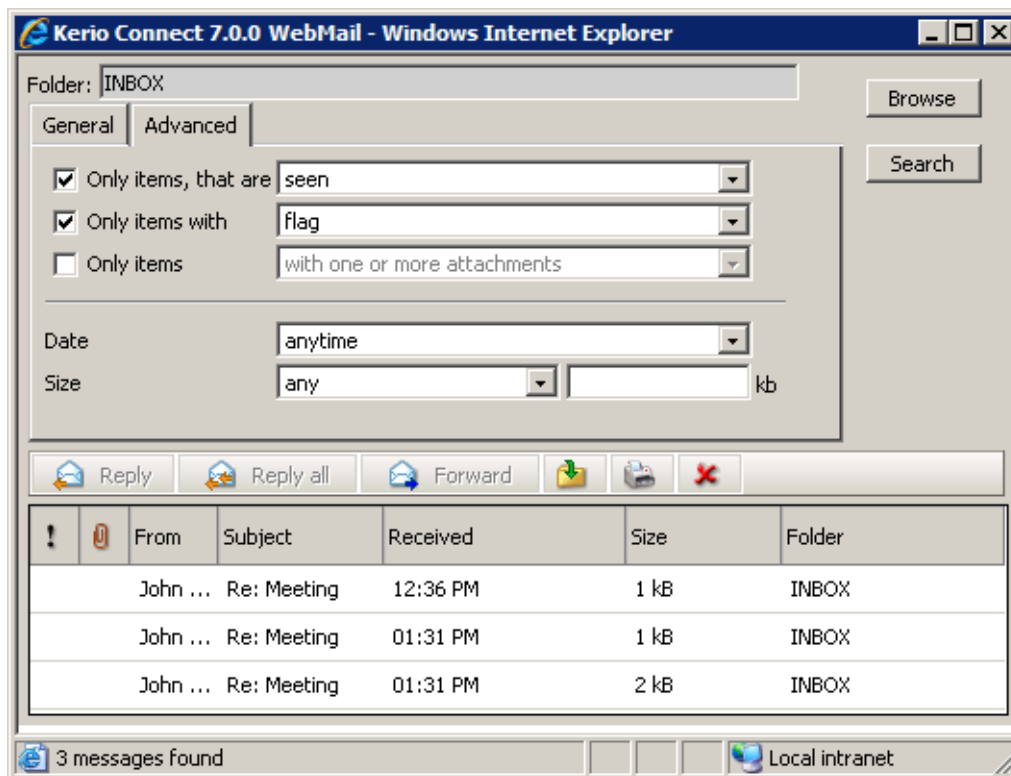 Kerio Connect 7.0.0 WebMail - Windows Internet Explorer
Folder: INBOX
Browse
General Advanced
Search
Only items, that are seen
Only items with flag
Only items with one or more attachments
Date anytime
Size any kb
Reply Reply all Forward
! From Subject Received Size Folder
John ... Re: Meeting 12:36 PM 1 kB INBOX
John ... Re: Meeting 01:31 PM 1 kB INBOX
John ... Re: Meeting 01:31 PM 2 kB INBOX
3 messages found Local intranet